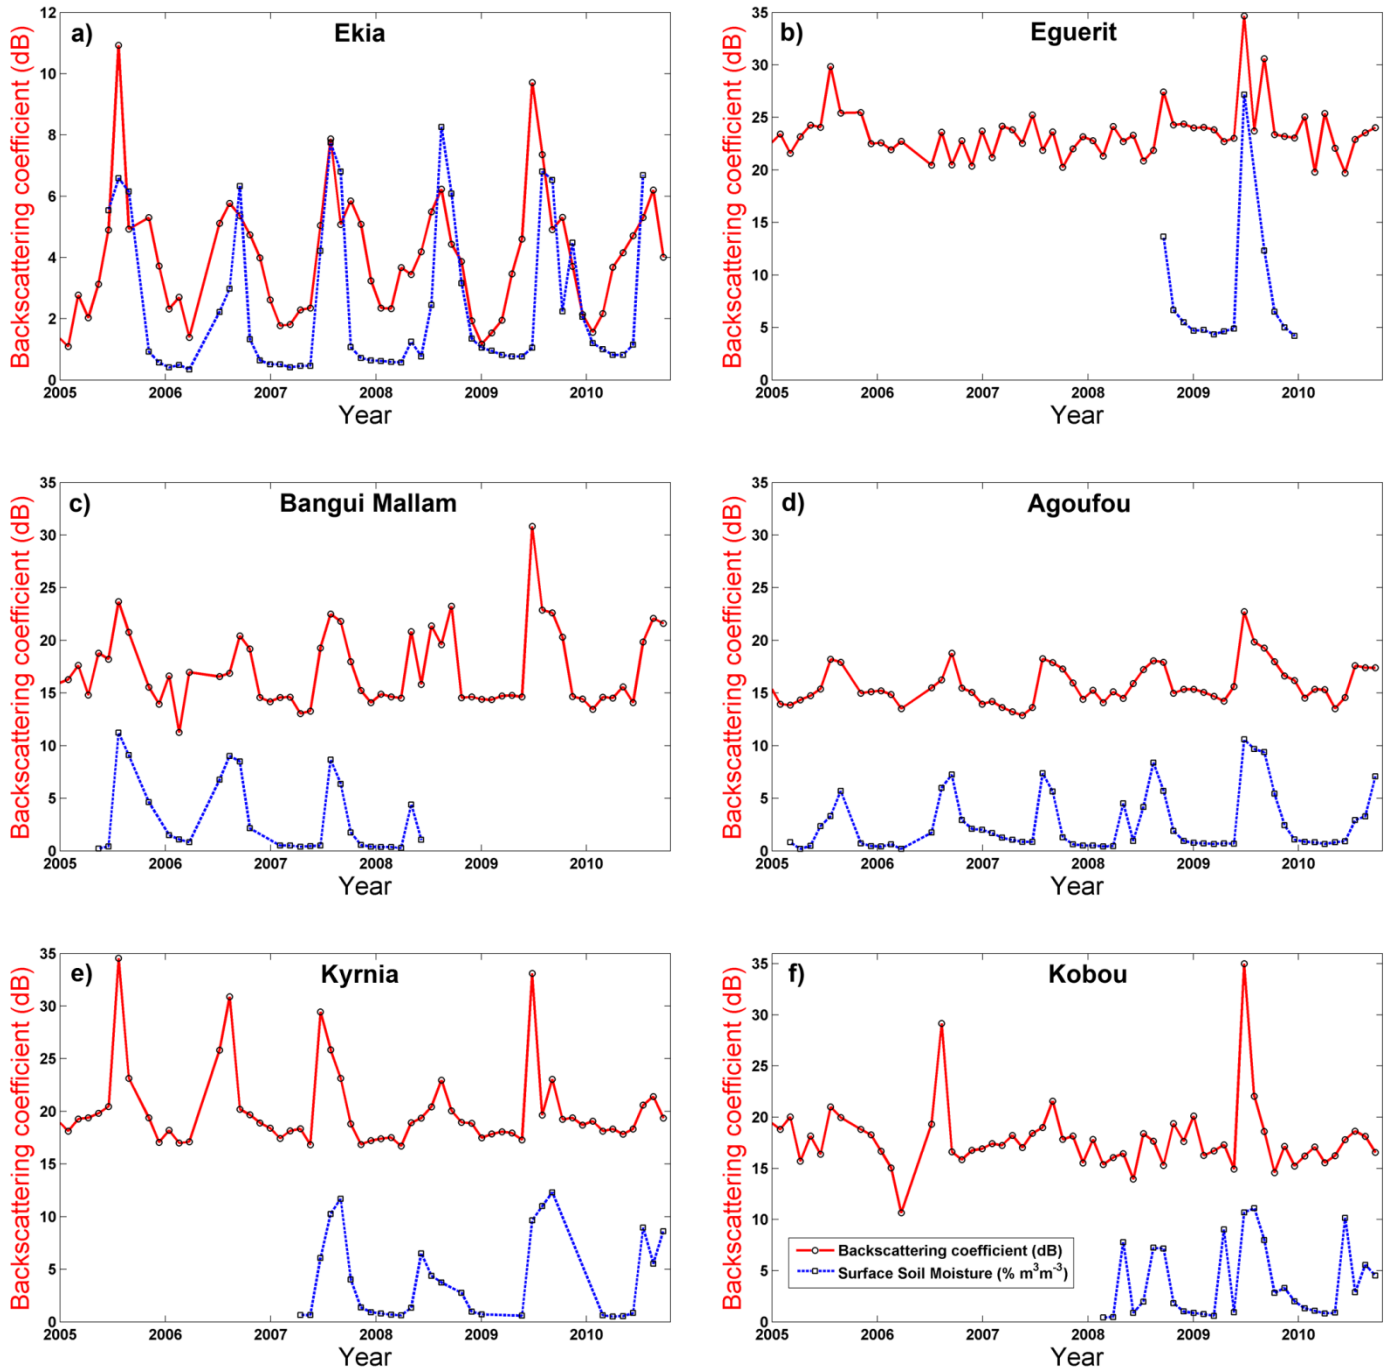 a) Ekia
Backscattering coefficient (dB)
12
10
8
6
4
2
0
2005 2006 2007 2008 2009 2010
Year
b) Eguerit
Backscattering coefficient (dB)
35
30
25
20
15
10
5
0
2005 2006 2007 2008 2009 2010
Year
c) Bangui Mallam
Backscattering coefficient (dB)
35
30
25
20
15
10
5
0
2005 2006 2007 2008 2009 2010
Year
d) Agoufou
Backscattering coefficient (dB)
35
30
25
20
15
10
5
0
2005 2006 2007 2008 2009 2010
Year
e) Kyrnia
Backscattering coefficient (dB)
35
30
25
20
15
10
5
0
2005 2006 2007 2008 2009 2010
Year
f) Kobou
Backscattering coefficient (dB)
35
30
25
20
15
10
5
0
Backscattering coefficient (dB)
Surface Soil Moisture (% m³m⁻³)
2005 2006 2007 2008 2009 2010
Year